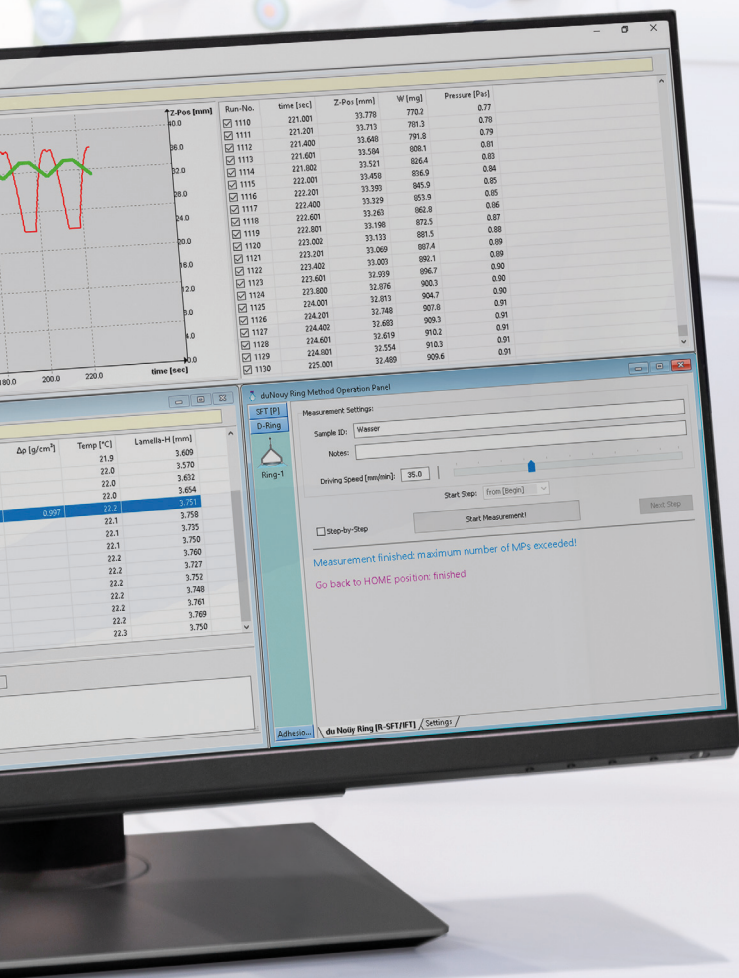 Z-Pos [mm]
40.0
36.0
32.0
28.0
24.0
20.0
16.0
12.0
8.0
4.0
0.0
180.0 200.0 220.0 time [sec]
Run-No. time [sec] Z-Pos [mm] W [mg] Pressure [Pas]
1110 221.001 33.778 770.2 0.77
1111 221.201 33.713 781.3 0.78
1112 221.400 33.648 791.8 0.79
1113 221.601 33.584 808.1 0.81
1114 221.802 33.521 826.4 0.83
1115 222.001 33.458 836.9 0.84
1116 222.201 33.393 845.9 0.85
1117 222.400 33.329 853.9 0.85
1118 222.601 33.263 862.8 0.86
1119 222.801 33.198 872.5 0.87
1120 223.002 33.133 881.5 0.88
1121 223.201 33.069 887.4 0.89
1122 223.402 33.003 892.1 0.89
1123 223.601 32.939 896.7 0.90
1124 223.800 32.876 900.3 0.90
1125 224.001 32.813 904.7 0.90
1126 224.201 32.748 907.8 0.91
1127 224.402 32.683 909.3 0.91
1128 224.601 32.619 910.2 0.91
1129 224.801 32.554 910.3 0.91
1130 225.001 32.489 909.6 0.91
Δρ [g/cm³] Temp [°C] Lamella-H [mm]
21.9 3.609
22.0 3.570
22.0 3.632
22.0 3.654
0.997 22.2 3.751
22.1 3.758
22.1 3.735
22.1 3.750
22.2 3.760
22.2 3.727
22.2 3.752
22.2 3.748
22.2 3.761
22.2 3.769
22.3 3.750
duNouy Ring Method Operation Panel
SFT [P]
D-Ring
Ring-1
Adhesio...
Measurement Settings:
Sample ID: Wasser
Notes:
Driving Speed [mm/min]: 35.0
Start Step: from [Begin]
Step-by-Step Start Measurement! Next Step
Measurement finished: maximum number of MPs exceeded!
Go back to HOME position: finished
du Noüy Ring [R-SFT/IFT] Settings